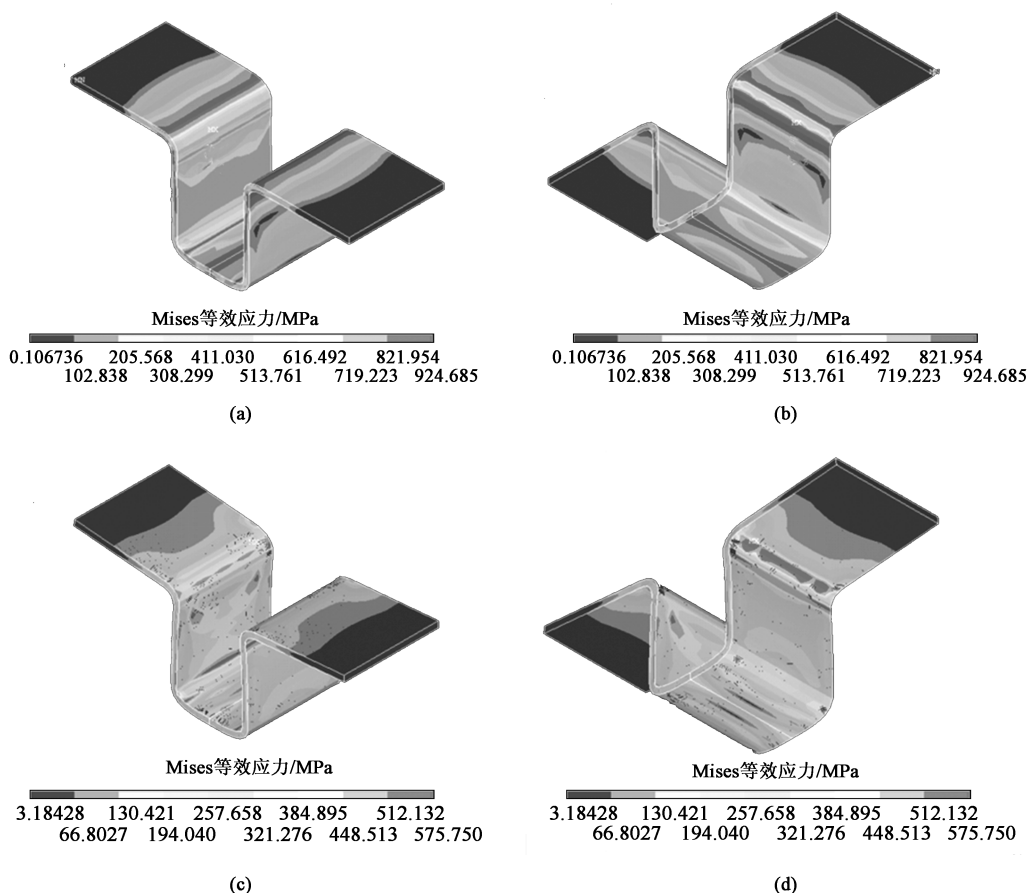 Mises等效应力/MPa
0.106736 205.568 411.030 616.492 821.954
102.838 308.299 513.761 719.223 924.685
(a)
Mises等效应力/MPa
0.106736 205.568 411.030 616.492 821.954
102.838 308.299 513.761 719.223 924.685
(b)
Mises等效应力/MPa
3.18428 130.421 257.658 384.895 512.132
66.8027 194.040 321.276 448.513 575.750
(c)
Mises等效应力/MPa
3.18428 130.421 257.658 384.895 512.132
66.8027 194.040 321.276 448.513 575.750
(d)